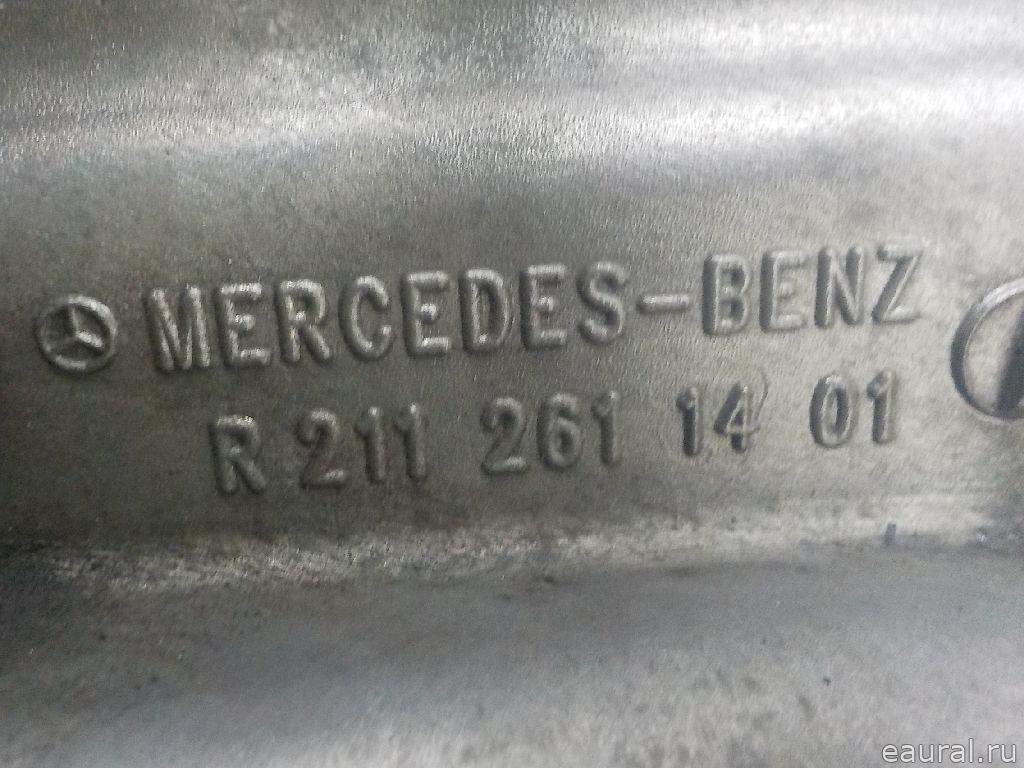 MERCEDES-BENZ
R 211 261 14 01
eaural.ru